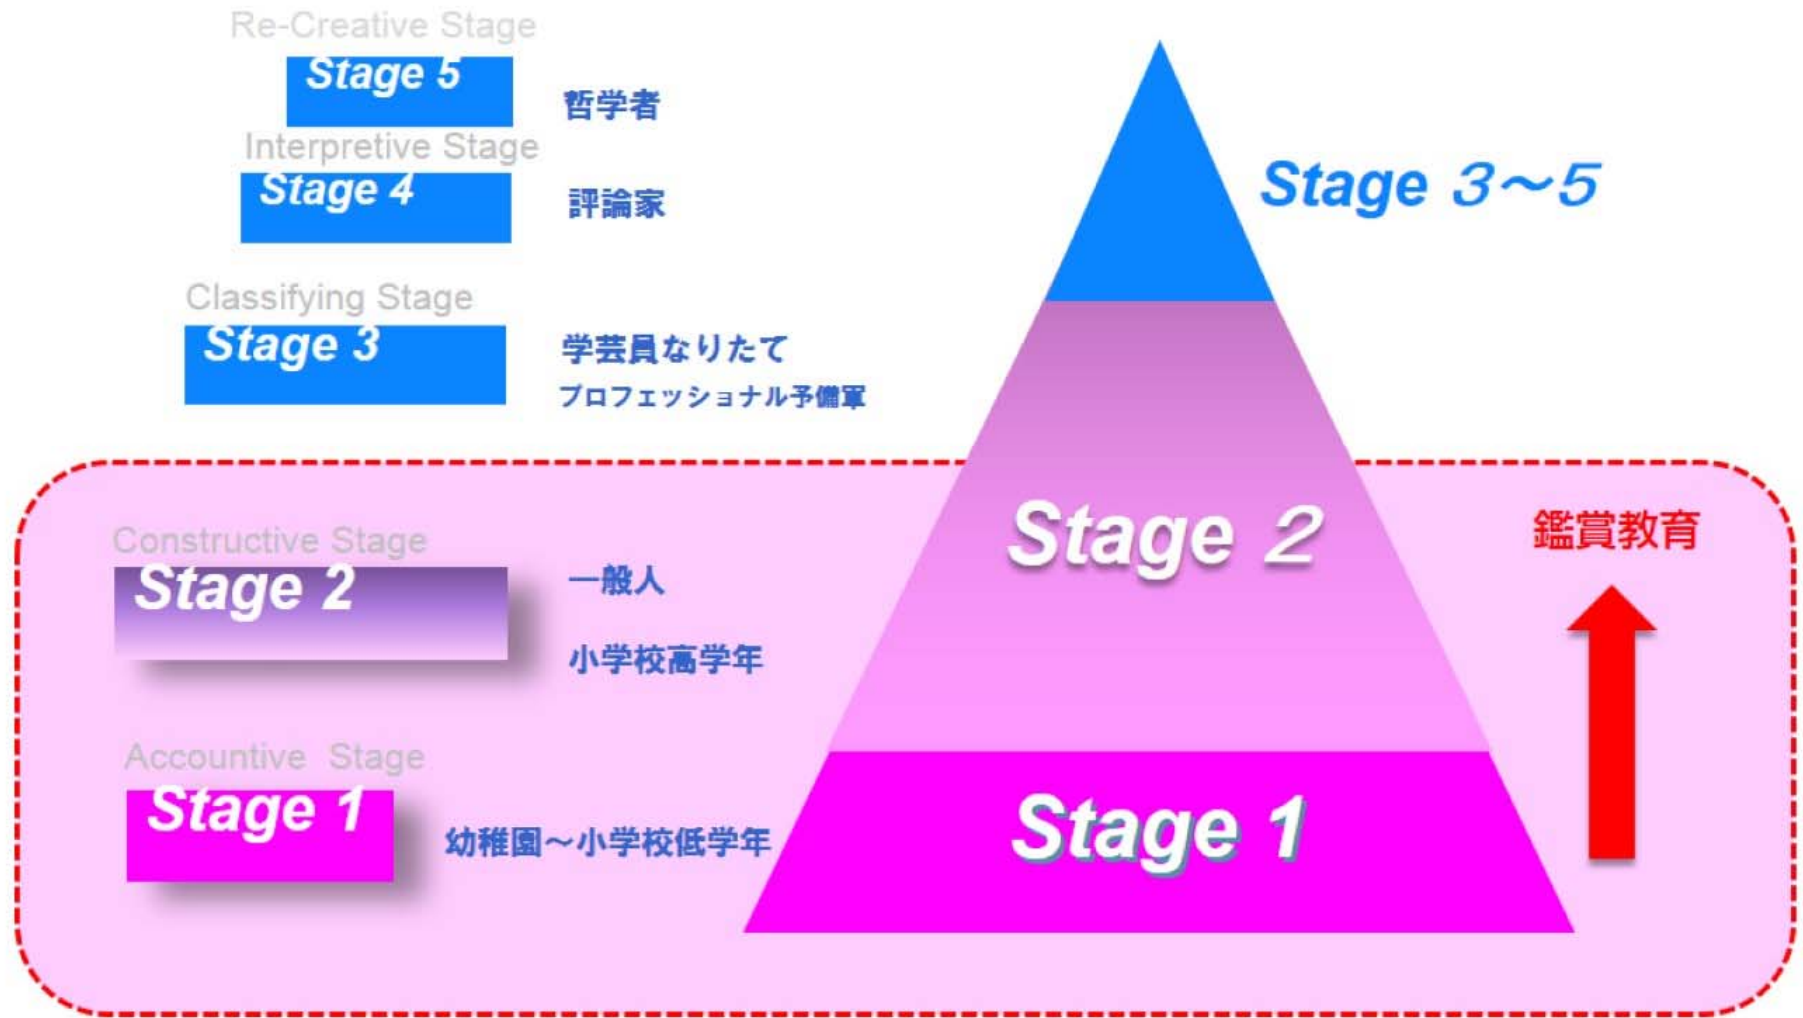 Re-Creative Stage
Stage 5
哲学者
Interpretive Stage
Stage 4
評論家
Classifying Stage
Stage 3
学芸員なりたて
プロフェッショナル予備軍
Constructive Stage
Stage 2
一般人
小学校高学年
Accountive Stage
Stage 1
幼稚園～小学校低学年
Stage 3～5
Stage 2
Stage 1
鑑賞教育